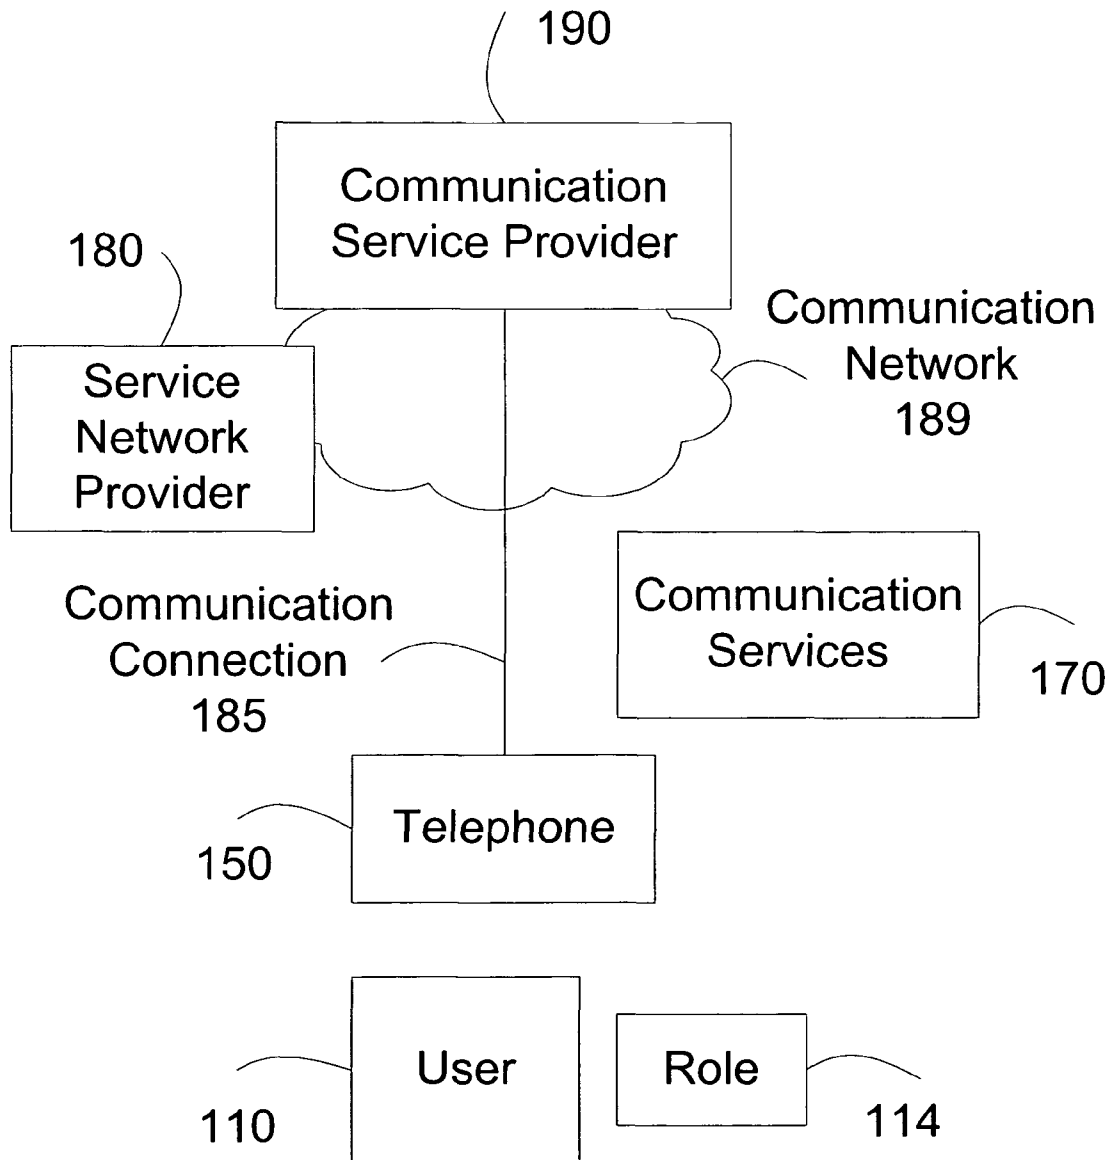 190
Communication
Service Provider
180
Service
Network
Provider
Communication
Network
189
Communication
Connection
185
Communication
Services
170
Telephone
150
User
110
Role
114